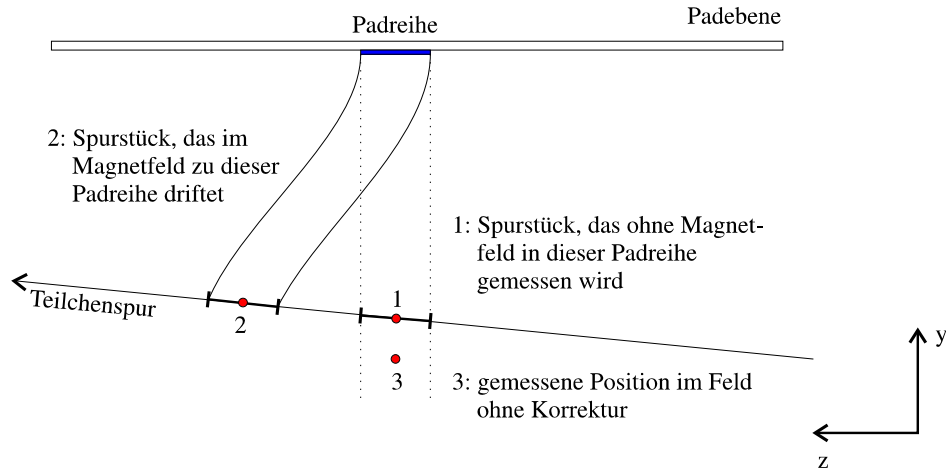 Padreihe
Padebene
2: Spurstück, das im
Magnetfeld zu dieser
Padreihe driftet
1: Spurstück, das ohne Magnet-
feld in dieser Padreihe
gemessen wird
Teilchenspur
2
1
3
3: gemessene Position im Feld
ohne Korrektur
y
z